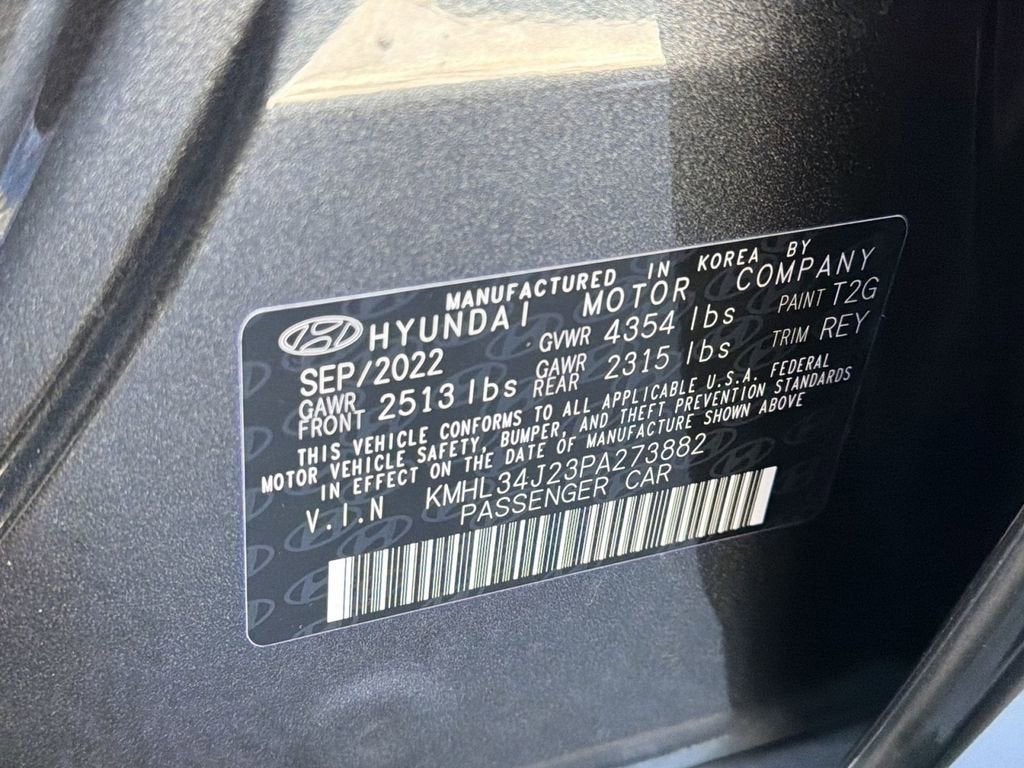 MANUFACTURED IN KOREA BY
HYUNDAI MOTOR COMPANY
SEP/2022 GVWR 4354 lbs PAINT T2G
GAWR FRONT 2513 lbs GAWR REAR 2315 lbs TRIM REY
THIS VEHICLE CONFORMS TO ALL APPLICABLE U.S.A. FEDERAL
MOTOR VEHICLE SAFETY, BUMPER, AND THEFT PREVENTION STANDARDS
IN EFFECT ON THE DATE OF MANUFACTURE SHOWN ABOVE
V.I.N KMHL34J23PA273882
PASSENGER CAR